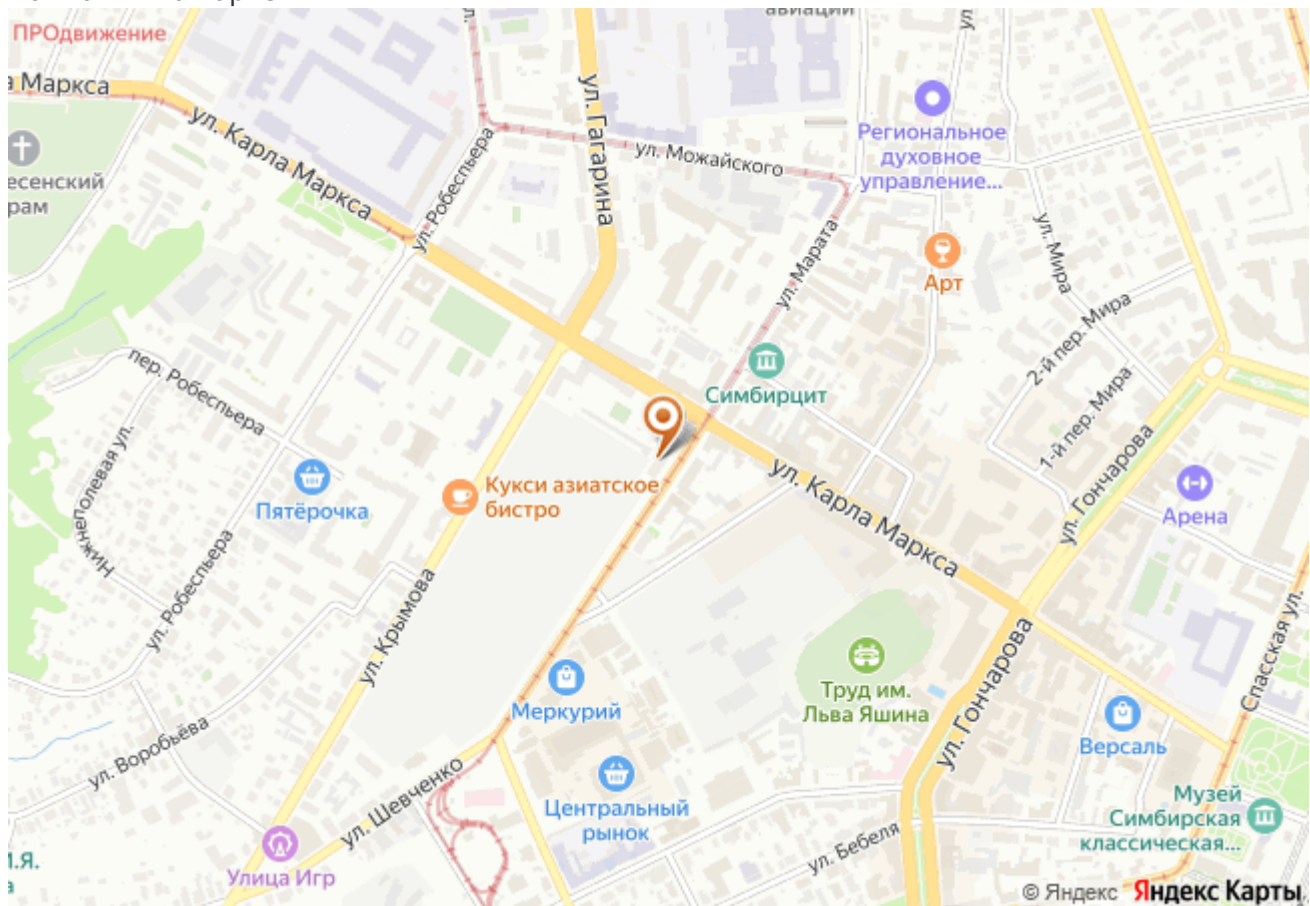 авиации
ПРОдвижение
а Маркса
ул. Карла Маркса
ул. Гагарина
ул.
ул.
Региональное
духовное
управление...
ул. Можайского
есенский
рам
ул. Робеспьера
ул. Марата
ул. Мира
Арт
2-й пер. Мира
Симбирцит
пер. Робеспьера
1-й пер. Мира
ул. Гончарова
Нижнеполевая ул.
Пятёрочка
Кукси азиатское
бистро
ул. Карла Маркса
Арена
ул. Робеспьера
ул. Крымова
Труд им.
Льва Яшина
ул. Гончарова
Спасская ул.
Меркурий
Версаль
ул. Воробьёва
ул. Шевченко
Центральный
рынок
Музей
Симбирская
классическая...
ул. Бебеля
И.Я.
а
Улица Игр
© Яндекс Яндекс Карты